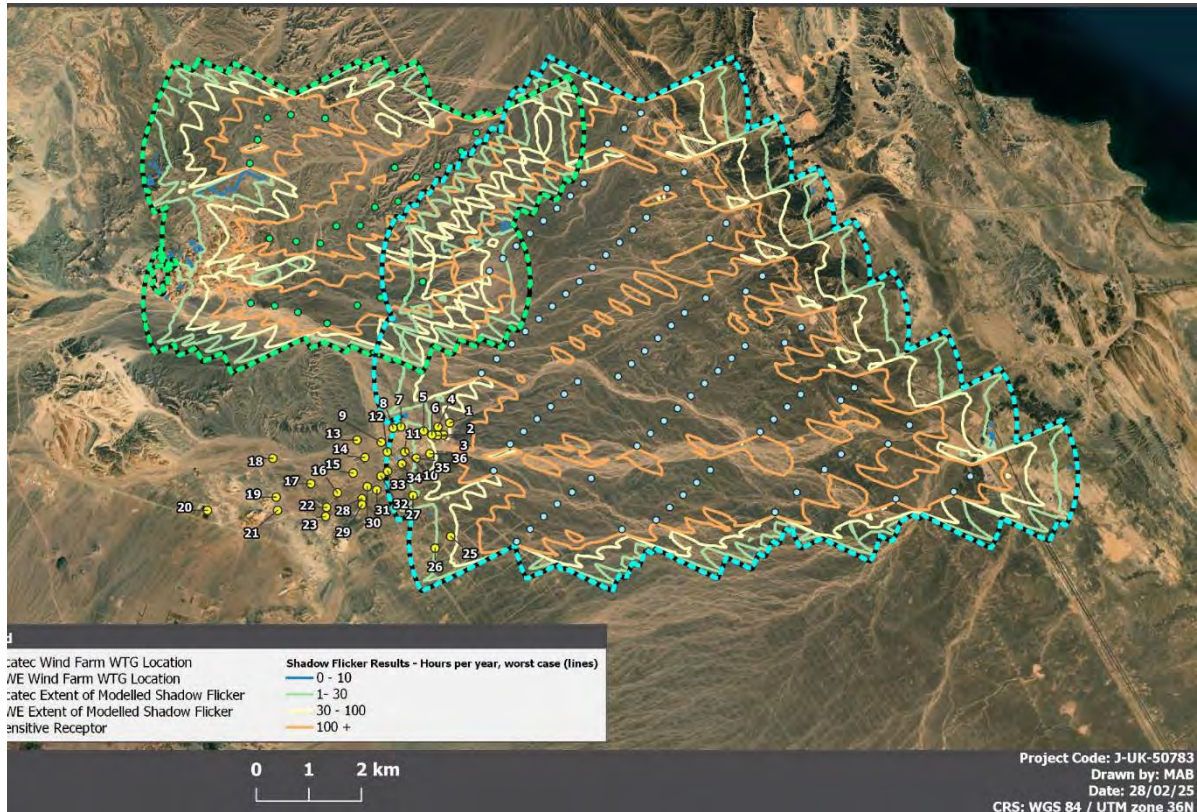 8
7
5
4
9
12
6
1
11
2
13
3
14
36
18
15
35
16
10
17
33
34
19
32
20
22
28
27
31
21
23
30
29
25
26
d
catec Wind Farm WTG Location
WE Wind Farm WTG Location
catec Extent of Modelled Shadow Flicker
WE Extent of Modelled Shadow Flicker
ensitive Receptor
Shadow Flicker Results - Hours per year, worst case (lines)
0 - 10
1- 30
30 - 100
100 +
0 1 2 km
Project Code: J-UK-50783
Drawn by: MAB
Date: 28/02/25
CRS: WGS 84 / UTM zone 36N